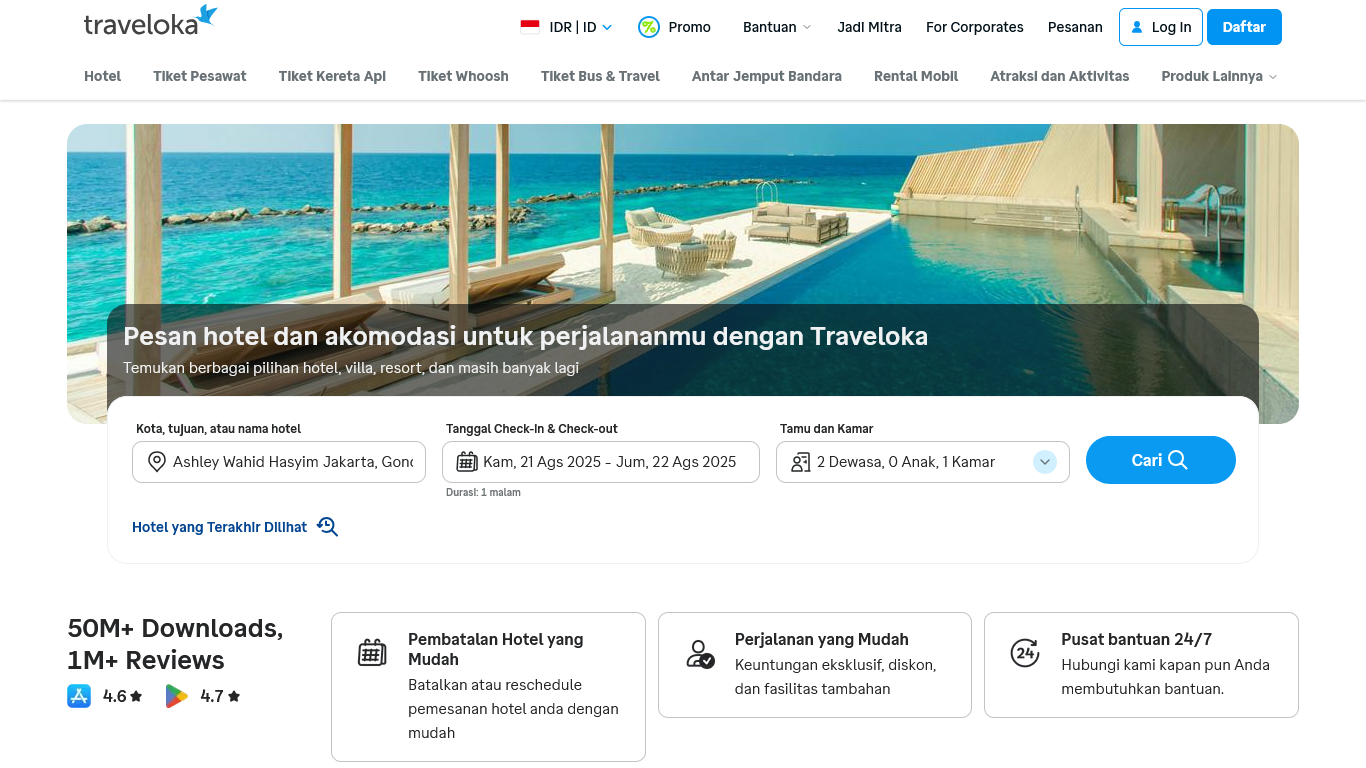 traveloka
IDR | ID
Promo
Bantuan
Jadi Mitra
For Corporates
Pesanan
Log In
Daftar
Hotel
Tiket Pesawat
Tiket Kereta Api
Tiket Whoosh
Tiket Bus & Travel
Antar Jemput Bandara
Rental Mobil
Atraksi dan Aktivitas
Produk Lainnya
Pesan hotel dan akomodasi untuk perjalananmu dengan Traveloka
Temukan berbagai pilihan hotel, villa, resort, dan masih banyak lagi
Kota, tujuan, atau nama hotel
Ashley Wahid Hasyim Jakarta,
Tanggal Check-in & Check-out
Kam, 21 Ags 2025 - Jum, 22 Ags 2025
Durasi: 1 malam
Tamu dan Kamar
2 Dewasa, 0 Anak, 1 Kamar
Cari
Hotel yang Terakhir Dilihat
50M+ Downloads,
1M+ Reviews
4.6
4.7
Pembatalan Hotel yang
Mudah
Batalkan atau reschedule
pemesanan hotel anda dengan
mudah
Perjalanan yang Mudah
Keuntungan eksklusif, diskon,
dan fasilitas tambahan
24
Pusat bantuan 24/7
Hubungi kami kapan pun Anda
membutuhkan bantuan.